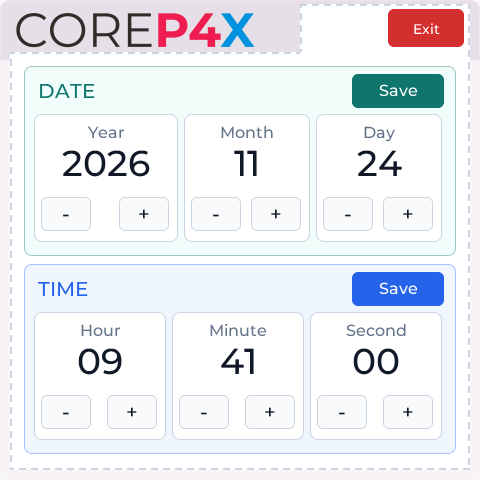 COREP4X
Exit
DATE
Save
Year
Month
Day
2026
11
24
- +
- +
- +
TIME
Save
Hour
Minute
Second
09
41
00
- +
- +
- +